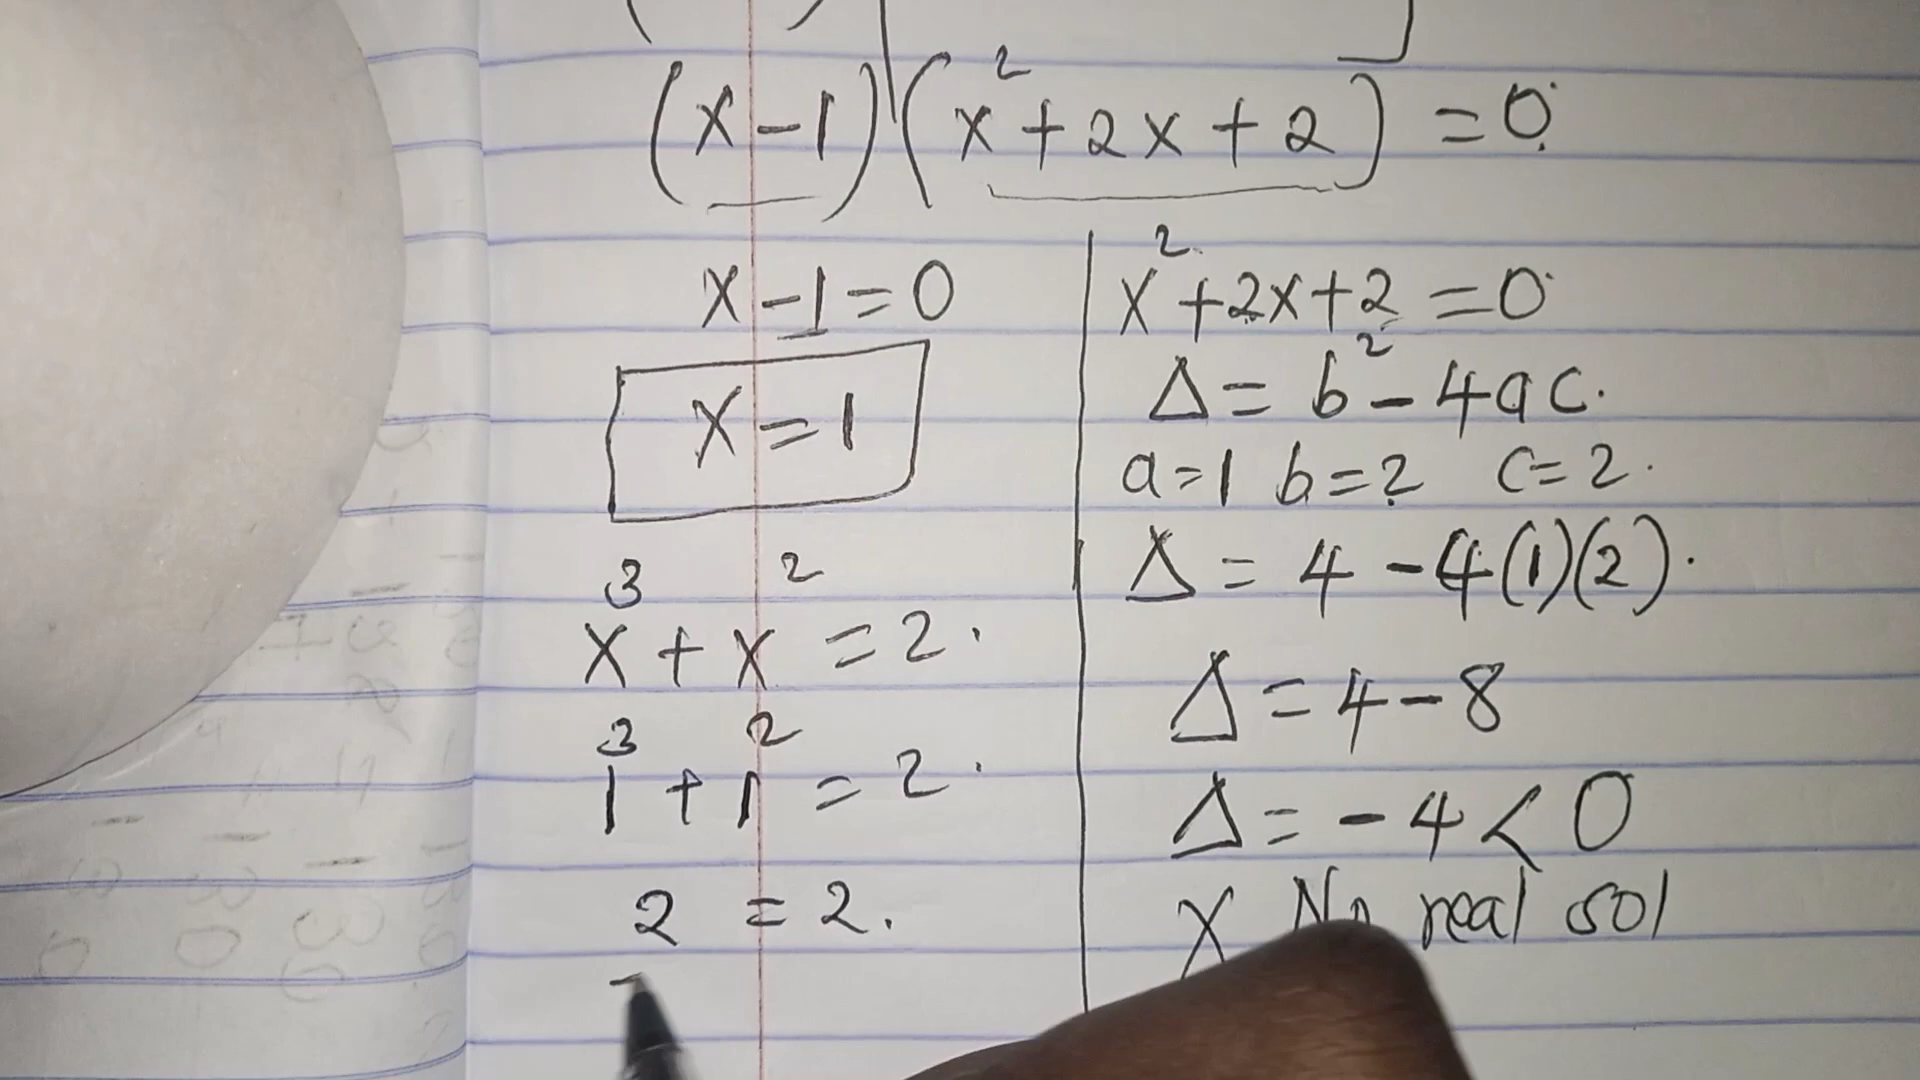 (x-1)(x²+2x+2)=0
x-1=0
x=1
x³+x²=2.
1³+1²=2.
2=2.
x²+2x+2=0
Δ=b²-4ac.
a=1 b=2 c=2.
Δ=4-4(1)(2).
Δ=4-8
Δ=-4<0
X No real sol